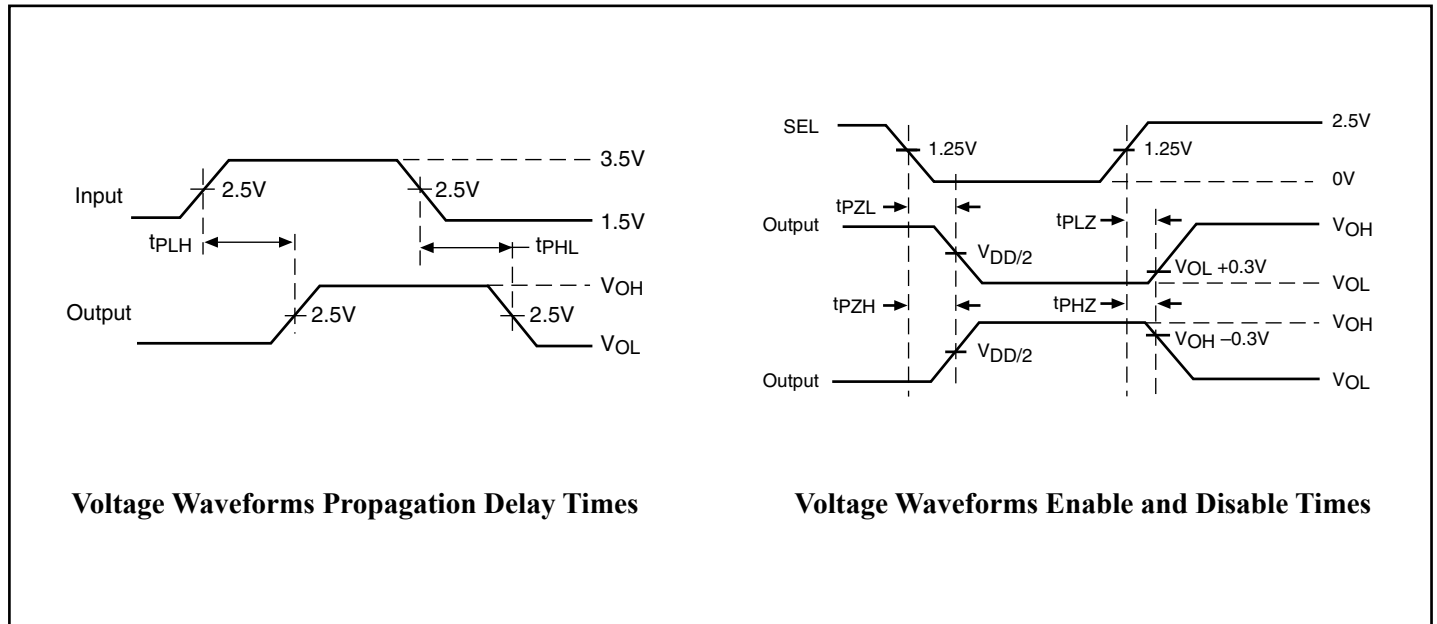 3.5V
2.5V
2.5V
Input
1.5V
tPLH
tPHL
VOH
Output
2.5V
2.5V
VOL
Voltage Waveforms Propagation Delay Times
SEL
2.5V
1.25V
1.25V
0V
tPZL
tPLZ
Output
VOH
VDD/2
VOL +0.3V
VOL
tPZH
tPHZ
VOH
VDD/2
VOH –0.3V
Output
VOL
Voltage Waveforms Enable and Disable Times